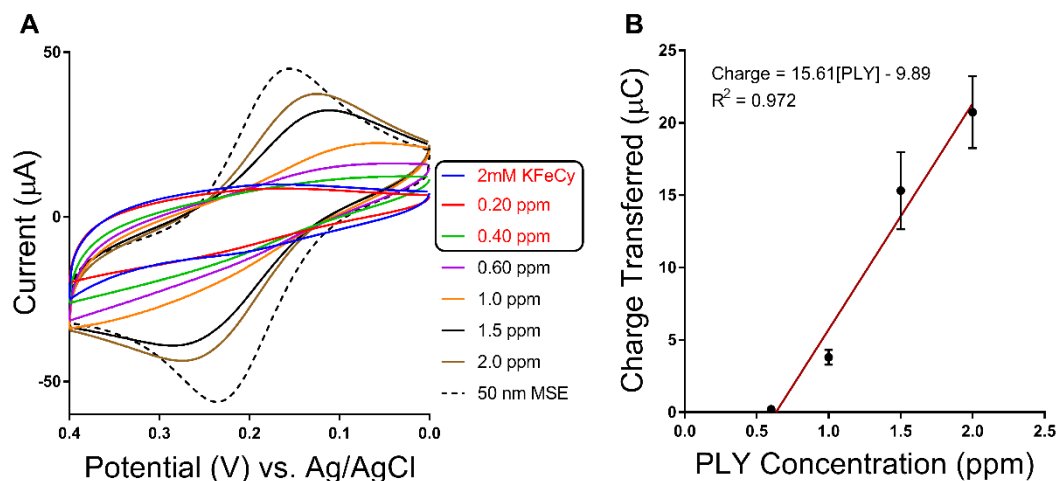 A
50
0
-50
Current (μA)
0.4
0.3
0.2
0.1
0.0
Potential (V) vs. Ag/AgCl
2mM KFeCy
0.20 ppm
0.40 ppm
0.60 ppm
1.0 ppm
1.5 ppm
2.0 ppm
50 nm MSE
B
25
20
15
10
5
0
Charge Transferred (μC)
Charge = 15.61[PLY] - 9.89
R² = 0.972
0.0
0.5
1.0
1.5
2.0
2.5
PLY Concentration (ppm)